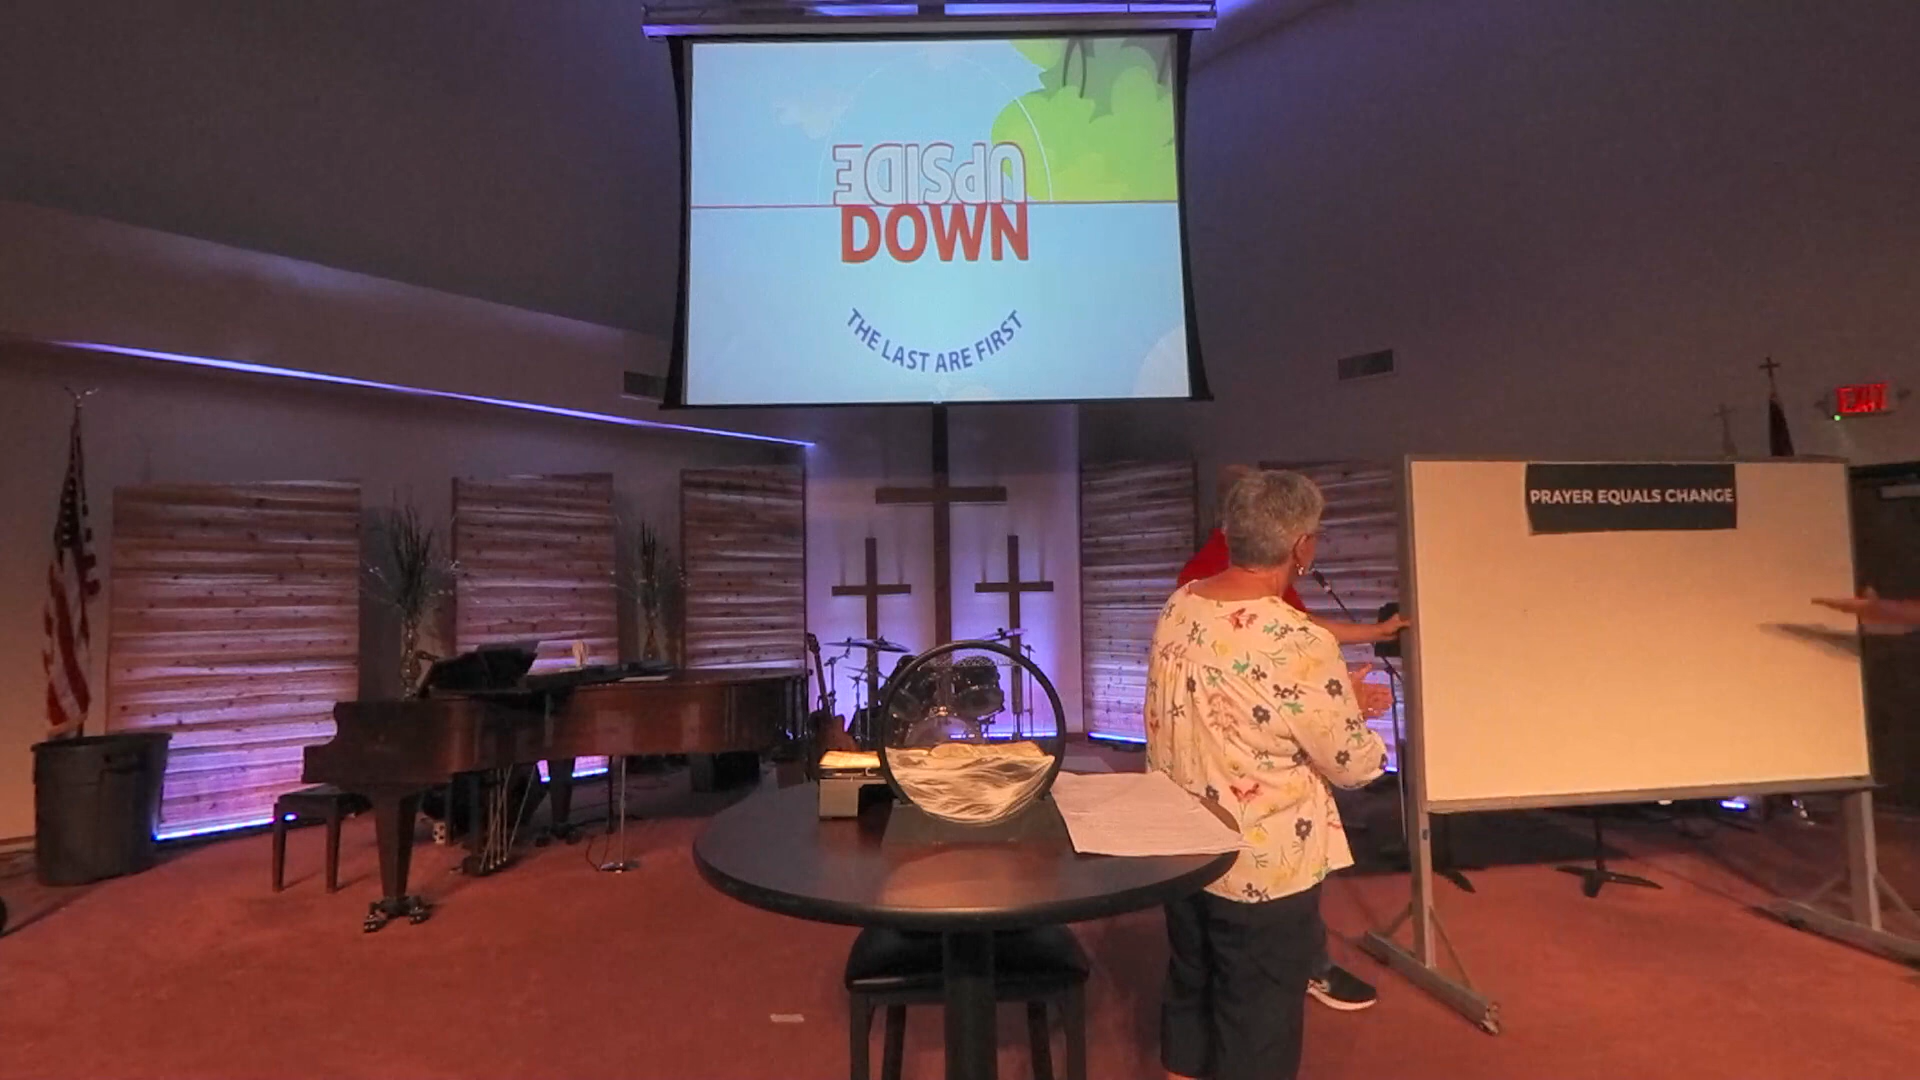 UPSIDE
DOWN
THE LAST ARE FIRST
PRAYER EQUALS CHANGE
EXIT